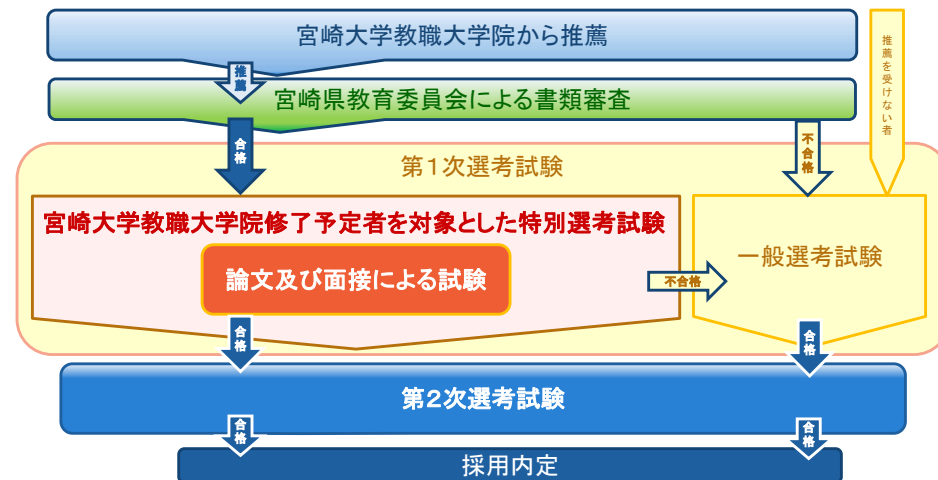 宮崎大学教職大学院から推薦
推薦を受けない者
推薦
宮崎県教育委員会による書類審査
合格
不合格
第1次選考試験
宮崎大学教職大学院修了予定者を対象とした特別選考試験
論文及び面接による試験
不合格
一般選考試験
合格
合格
第2次選考試験
合格
合格
採用内定